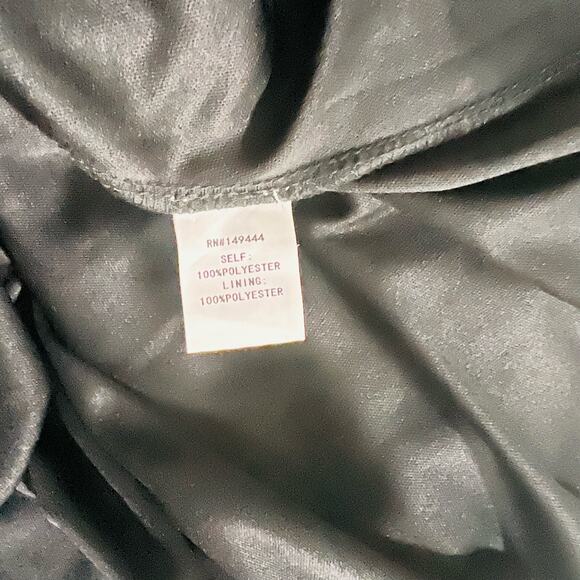 RN#149444
SELF:
100%POLYESTER
LINING:
100%POLYESTER